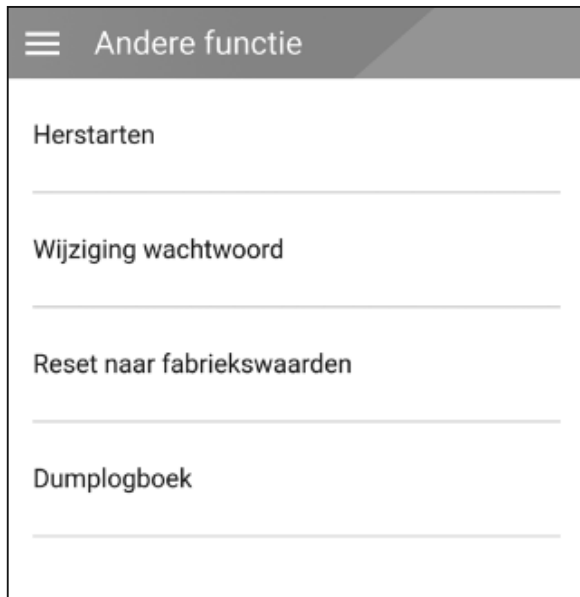 Andere functie
Herstarten
Wijziging wachtwoord
Reset naar fabriekswaarden
Dumplogboek